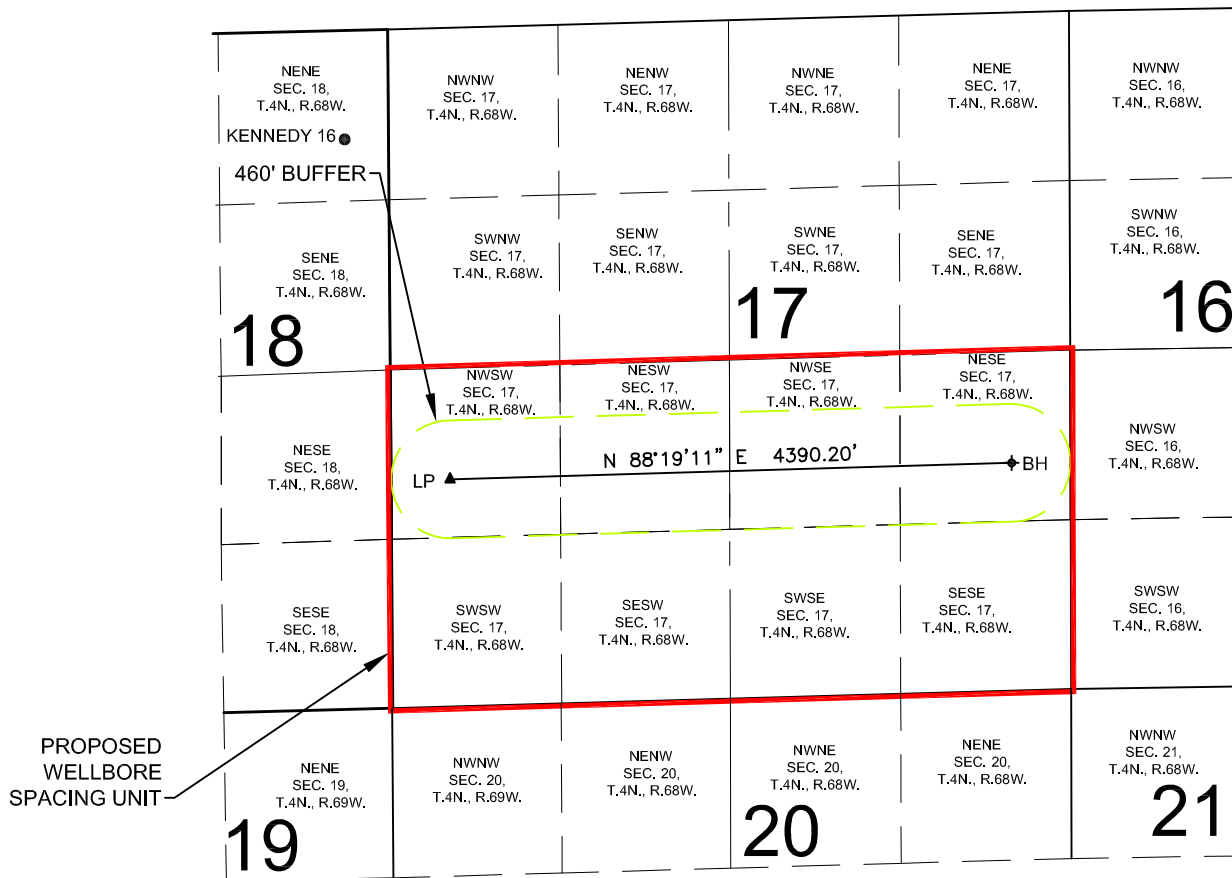 NENE
SEC. 18,
T.4N., R.68W.
NWNW
SEC. 17,
T.4N., R.68W.
NENW
SEC. 17,
T.4N., R.68W.
NWNE
SEC. 17,
T.4N., R.68W.
NENE
SEC. 17,
T.4N., R.68W.
NWNW
SEC. 16,
T.4N., R.68W.
KENNEDY 16
460' BUFFER
SENE
SEC. 18,
T.4N., R.68W.
SWNW
SEC. 17,
T.4N., R.68W.
SENW
SEC. 17,
T.4N., R.68W.
SWNE
SEC. 17,
T.4N., R.68W.
SENE
SEC. 17,
T.4N., R.68W.
SWNW
SEC. 16,
T.4N., R.68W.
18
17
16
NESE
SEC. 18,
T.4N., R.68W.
NWSW
SEC. 17,
T.4N., R.68W.
NESW
SEC. 17,
T.4N., R.68W.
NWSE
SEC. 17,
T.4N., R.68W.
NESE
SEC. 17,
T.4N., R.68W.
NWSW
SEC. 16,
T.4N., R.68W.
LP
N 88°19'11" E 4390.20'
BH
SESE
SEC. 18,
T.4N., R.68W.
SWSW
SEC. 17,
T.4N., R.68W.
SESW
SEC. 17,
T.4N., R.68W.
SWSE
SEC. 17,
T.4N., R.68W.
SESE
SEC. 17,
T.4N., R.68W.
SWSW
SEC. 16,
T.4N., R.68W.
PROPOSED
WELLBORE
SPACING UNIT
NENE
SEC. 19,
T.4N., R.69W.
NWNW
SEC. 20,
T.4N., R.69W.
NENW
SEC. 20,
T.4N., R.68W.
NWNE
SEC. 20,
T.4N., R.68W.
NENE
SEC. 20,
T.4N., R.68W.
NWNW
SEC. 21,
T.4N., R.68W.
19
20
21